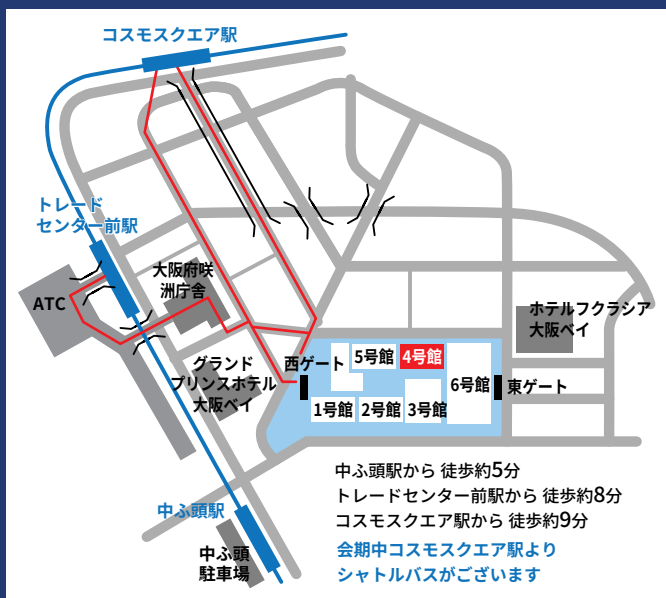 コスモスクエア駅
トレード
センター前駅
大阪府咲
洲庁舎
ATC
ホテルフクラシア
大阪ベイ
グランド
プリンスホテル
大阪ベイ
西ゲート
5号館
4号館
6号館
東ゲート
1号館
2号館
3号館
中ふ頭駅から 徒歩約5分
トレードセンター前駅から 徒歩約8分
コスモスクエア駅から 徒歩約9分
中ふ頭駅
会期中コスモスクエア駅より
シャトルバスがございます
中ふ頭
駐車場